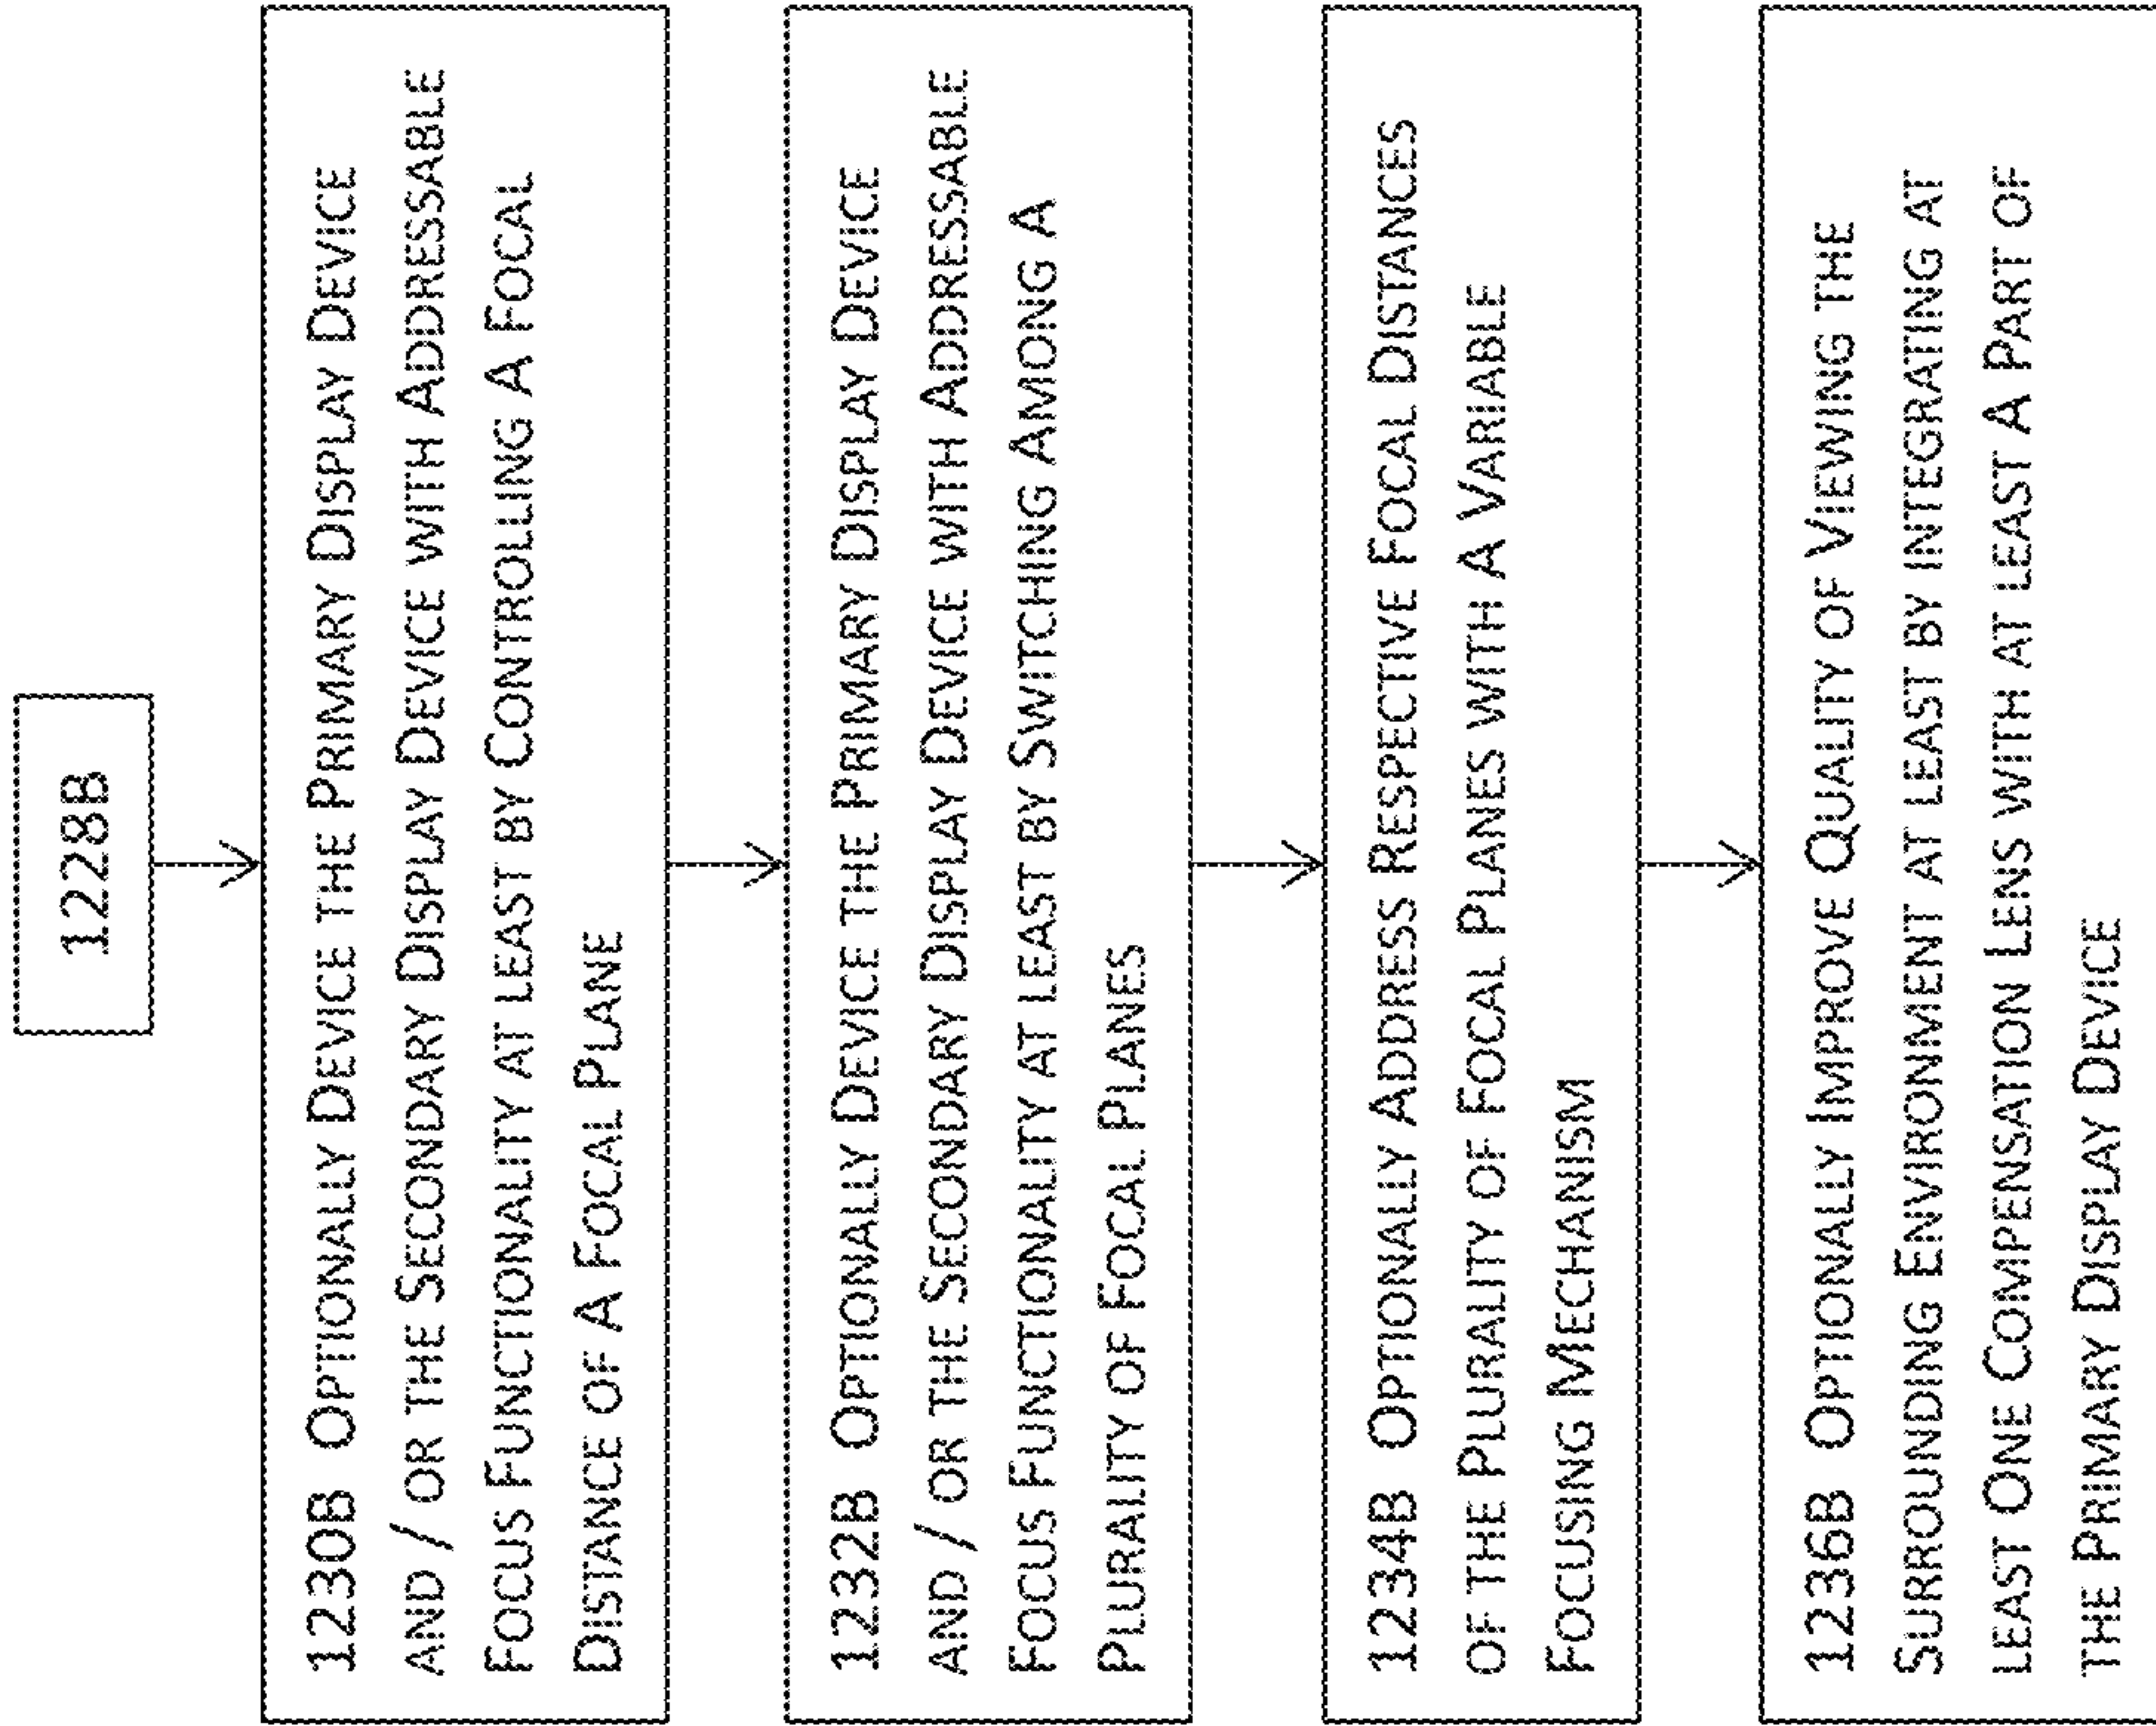 1228B
1230B OPTIONALLY DEVICE THE PRIMARY DISPLAY DEVICE
AND / OR THE SECONDARY DISPLAY DEVICE WITH ADDRESSABLE
FOCUS FUNCTIONALITY AT LEAST BY CONTROLLING A FOCAL
DISTANCE OF A FOCAL PLANE
1232B OPTIONALLY DEVICE THE PRIMARY DISPLAY DEVICE
AND / OR THE SECONDARY DISPLAY DEVICE WITH ADDRESSABLE
FOCUS FUNCTIONALITY AT LEAST BY SWITCHING AMONG A
PLURALITY OF FOCAL PLANES
1234B OPTIONALLY ADDRESS RESPECTIVE FOCAL DISTANCES
OF THE PLURALITY OF FOCAL PLANES WITH A VARIABLE
FOCUSING MECHANISM
1236B OPTIONALLY IMPROVE QUALITY OF VIEWING THE
SURROUNDING ENVIRONMENT AT LEAST BY INTEGRATING AT
LEAST ONE COMPENSATION LENS WITH AT LEAST A PART OF
THE PRIMARY DISPLAY DEVICE